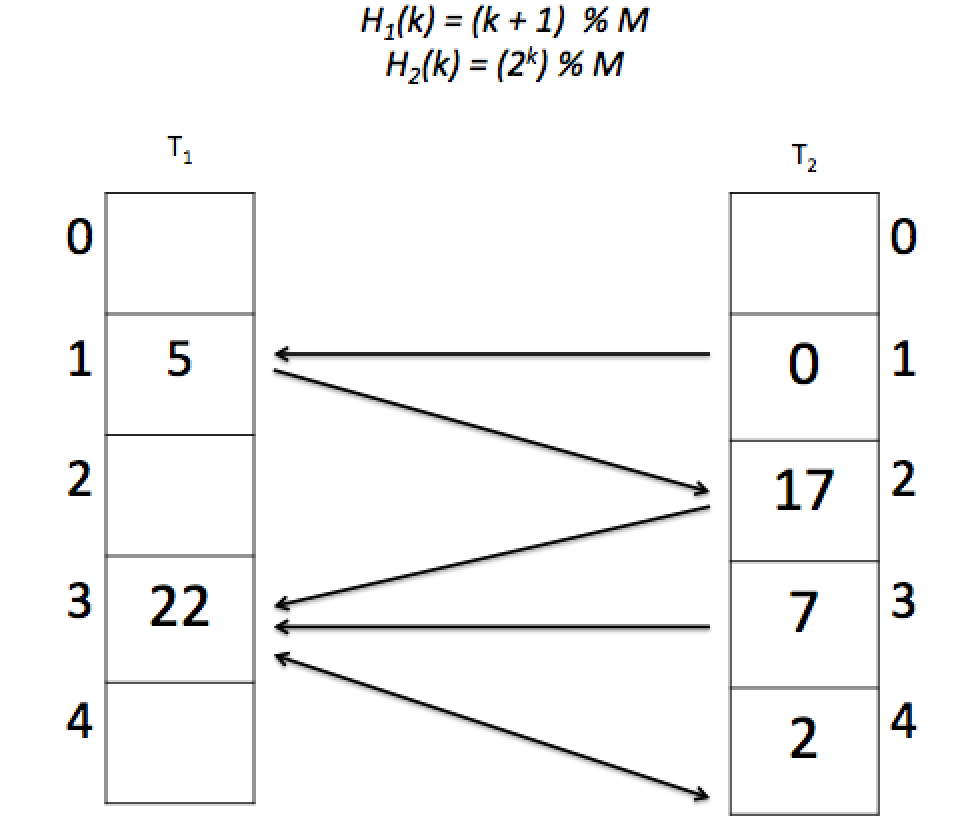 H₁(k) = (k + 1) % M
H₂(k) = (2ᵏ) % M
T₁ T₂
0 0
1 5 0 1
2 17 2
3 22 7 3
4 2 4